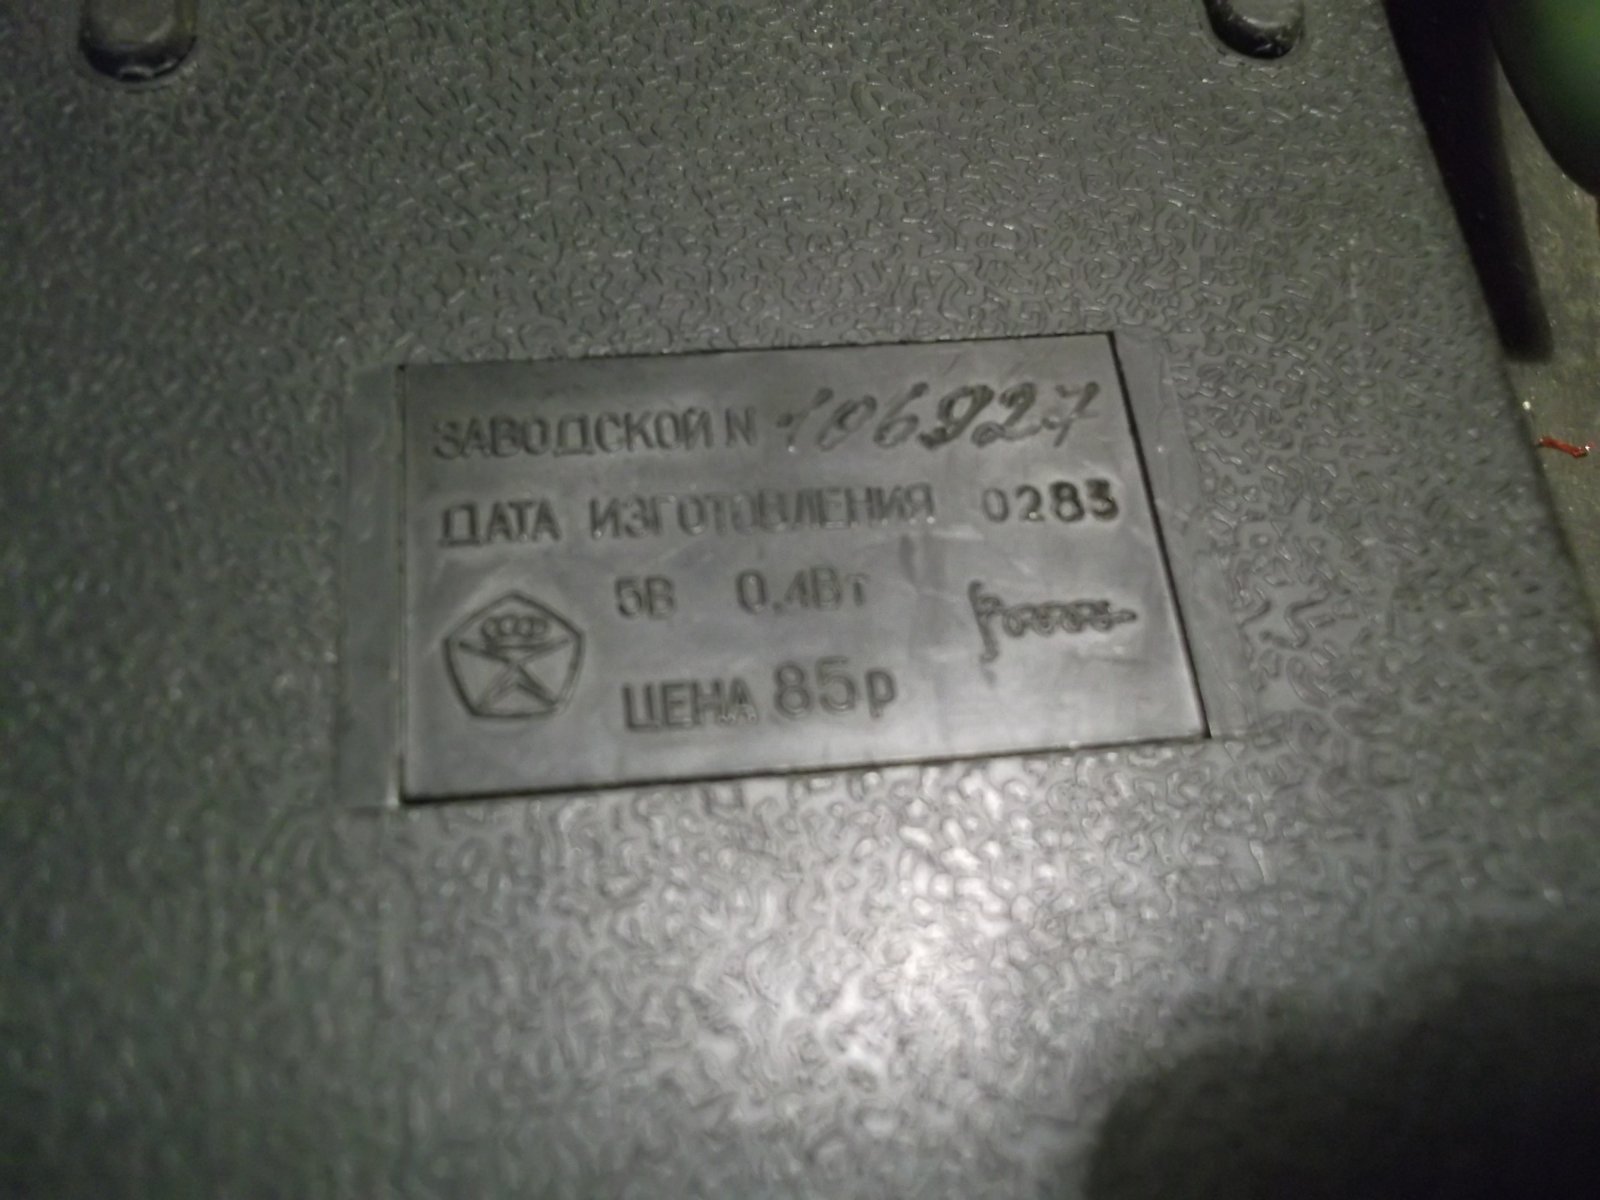 ЗАВОДСКОЙ N 106927
ДАТА ИЗГОТОВЛЕНИЯ 0283
5В 0,4Вт
ЦЕНА 85р